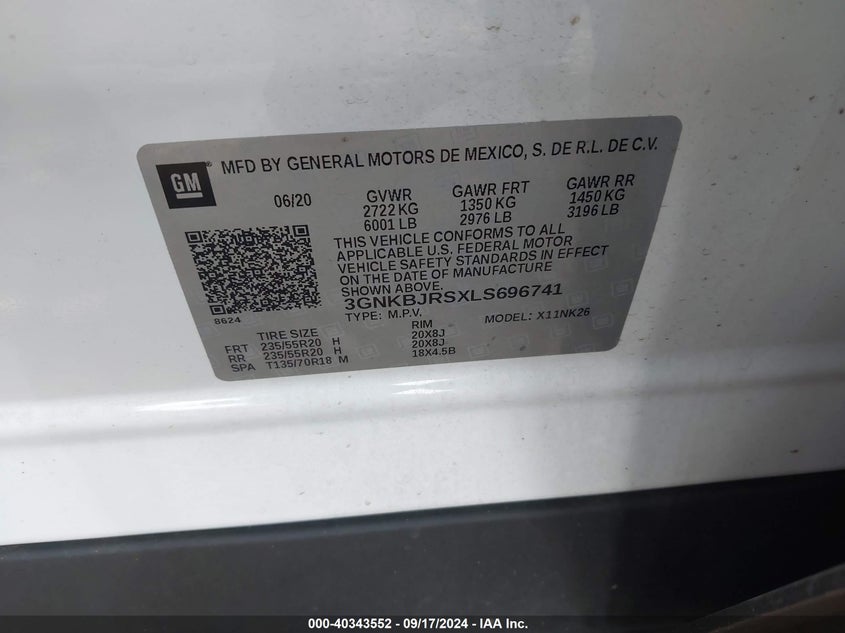 GM ® MFD BY GENERAL MOTORS DE MEXICO, S. DE R.L. DE C.V.
06/20 GVWR GAWR FRT GAWR RR
2722 KG 1350 KG 1450 KG
6001 LB 2976 LB 3196 LB
THIS VEHICLE CONFORMS TO ALL
APPLICABLE U.S. FEDERAL MOTOR
VEHICLE SAFETY STANDARDS IN EFFECT
ON THE DATE OF MANUFACTURE
SHOWN ABOVE.
3GNKBJRSXLS696741
8624 TYPE: M.P.V. MODEL: X11NK26
TIRE SIZE RIM
FRT 235/55R20 H 20X8J
RR 235/55R20 H 20X8J
SPA T135/70R18 M 18X4.5B
000-40343552 - 09/17/2024 - IAA Inc.